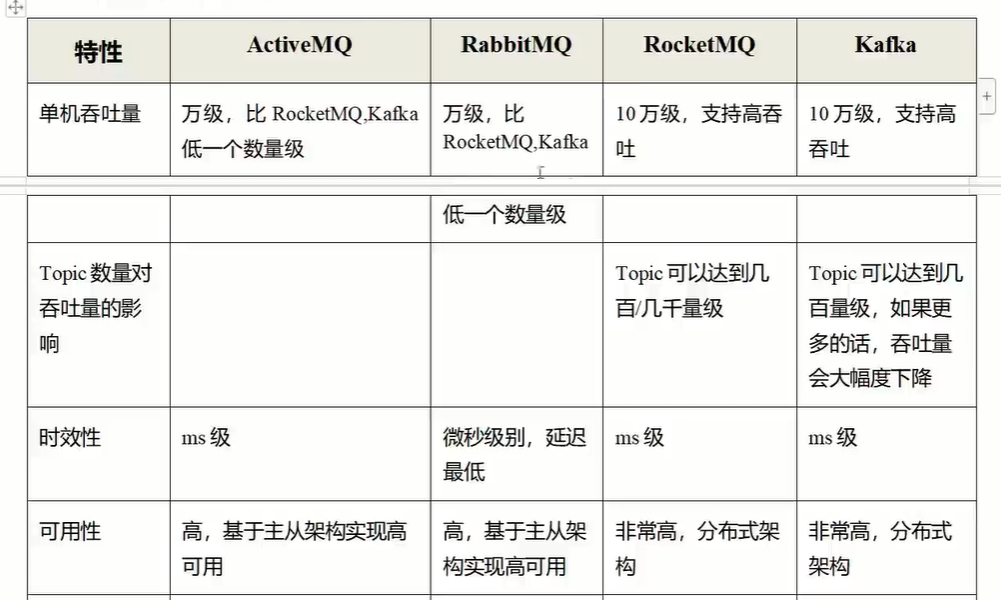 特性 ActiveMQ RabbitMQ RocketMQ Kafka
单机吞吐量
万级，比 RocketMQ,Kafka
低一个数量级
万级，比
RocketMQ,Kafka
10 万级，支持高吞
吐
10 万级，支持高
吞吐
低一个数量级
Topic 数量对
吞吐量的影
响
Topic 可以达到几
百/几千量级
Topic 可以达到几
百量级，如果更
多的话，吞吐量
会大幅度下降
时效性
ms 级
微秒级别，延迟
最低
ms 级
ms 级
可用性
高，基于主从架构实现高
可用
高，基于主从架
构实现高可用
非常高，分布式架
构
非常高，分布式
架构